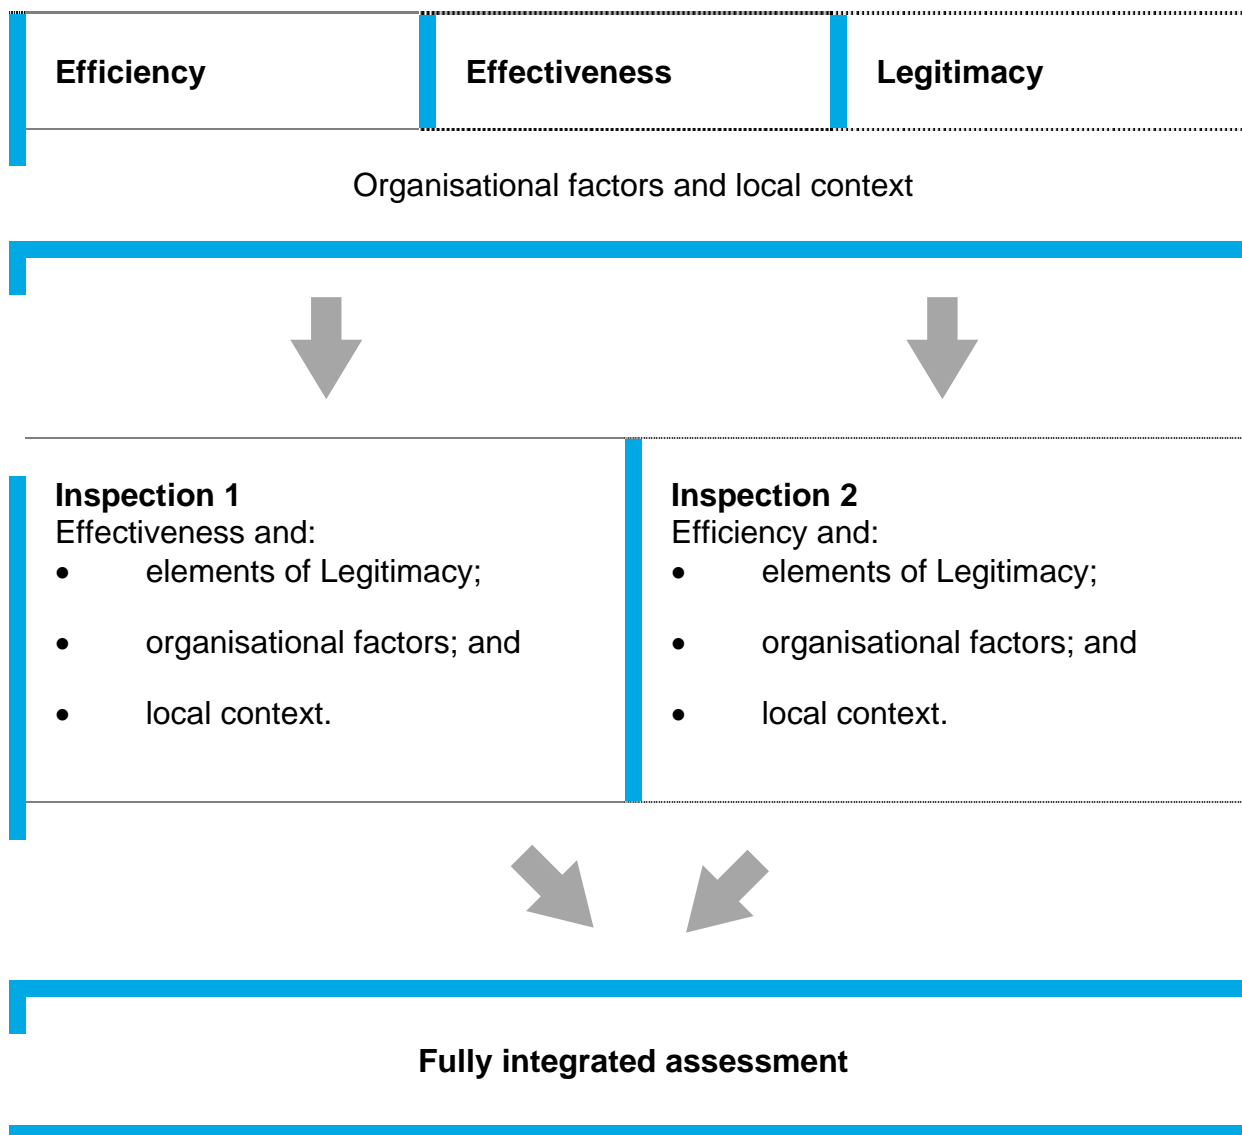 Efficiency
Effectiveness
Legitimacy
Organisational factors and local context
Inspection 1
Effectiveness and:
• elements of Legitimacy;
• organisational factors; and
• local context.
Inspection 2
Efficiency and:
• elements of Legitimacy;
• organisational factors; and
• local context.
Fully integrated assessment